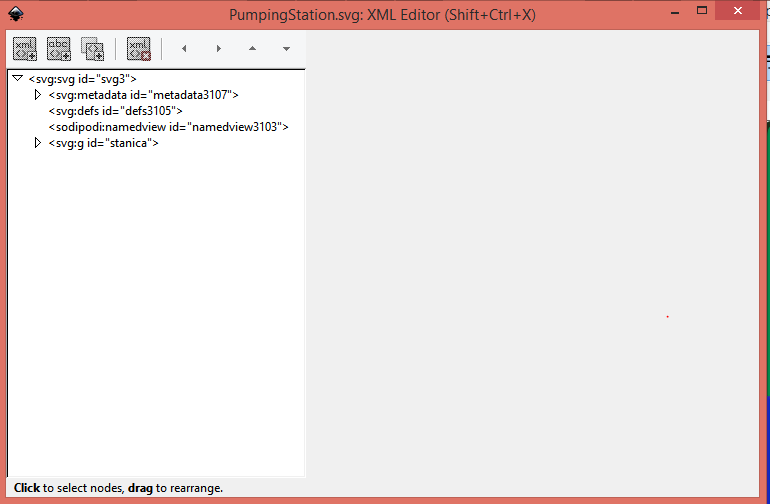 PumpingStation.svg: XML Editor (Shift+Ctrl+X)
xml abc xml
<svg:svg id="svg3">
<svg:metadata id="metadata3107">
<svg:defs id="defs3105">
<sodipodi:namedview id="namedview3103">
<svg:g id="stanica">
Click to select nodes, drag to rearrange.